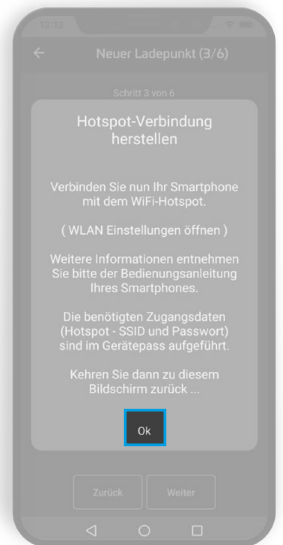 12:12
Neuer Ladepunkt (3/6)
Schritt 3 von 6
Hotspot-Verbindung
herstellen
Verbinden Sie nun Ihr Smartphone
mit dem WiFi-Hotspot.
( WLAN Einstellungen öffnen )
Weitere Informationen entnehmen
Sie bitte der Bedienungsanleitung
Ihres Smartphones.
Die benötigten Zugangsdaten
(Hotspot - SSID und Passwort)
sind im Gerätepass aufgeführt.
Kehren Sie dann zu diesem
Bildschirm zurück ...
Ok
Zurück Weiter